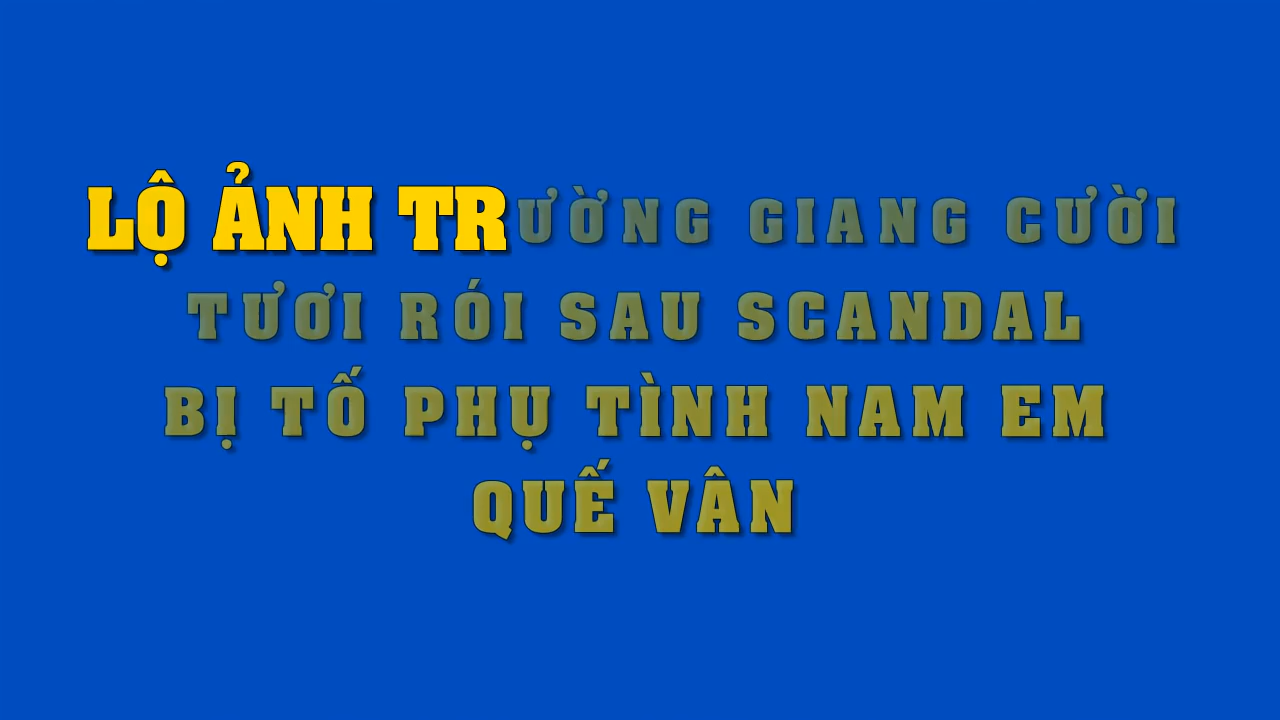 LỘ ẢNH TRƯỜNG GIANG CƯỜI
TƯƠI RÓI SAU SCANDAL
BỊ TỐ PHỤ TÌNH NAM EM
QUẾ VÂN